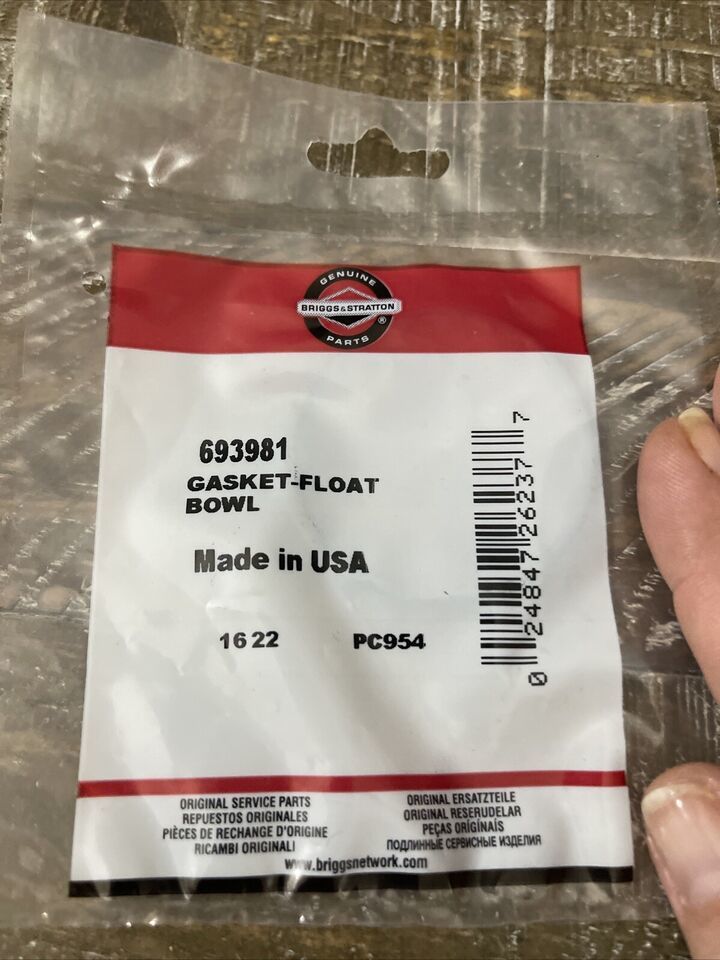 GENUINE
BRIGGS & STRATTON
®
PARTS
693981
GASKET-FLOAT
BOWL
Made in USA
16 22 PC954
0 24847 26237 7
ORIGINAL SERVICE PARTS
REPUESTOS ORIGINALES
PIÈCES DE RECHANGE D'ORIGINE
RICAMBI ORIGINALI
ORIGINAL ERSATZTEILE
ORIGINAL RESERUDELAR
PEÇAS ORIGÍNAIS
ПОДЛИННЫЕ СЕРВИСНЫЕ ИЗДЕЛИЯ
www.briggsnetwork.com